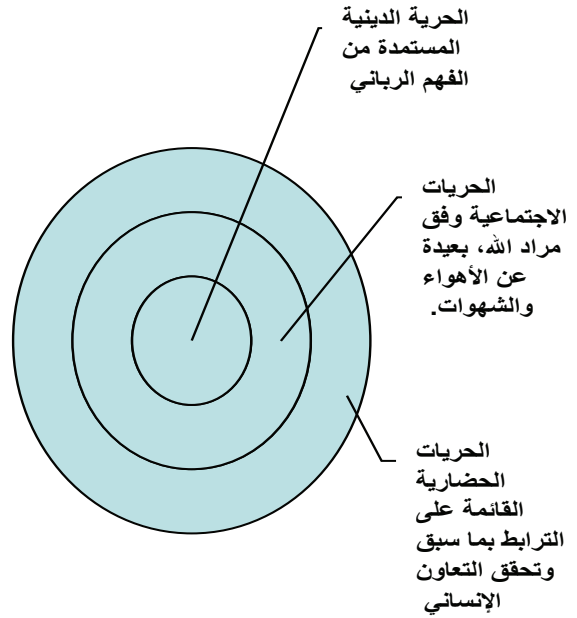 الحرية الدينية
المستمدة من
الفهم الرباني
الحريات
الاجتماعية وفق
مراد الله، بعيدة
عن الأهواء
والشهوات.
الحريات
الحضارية
القائمة على
الترابط بما سبق
وتحقق التعاون
الإنساني